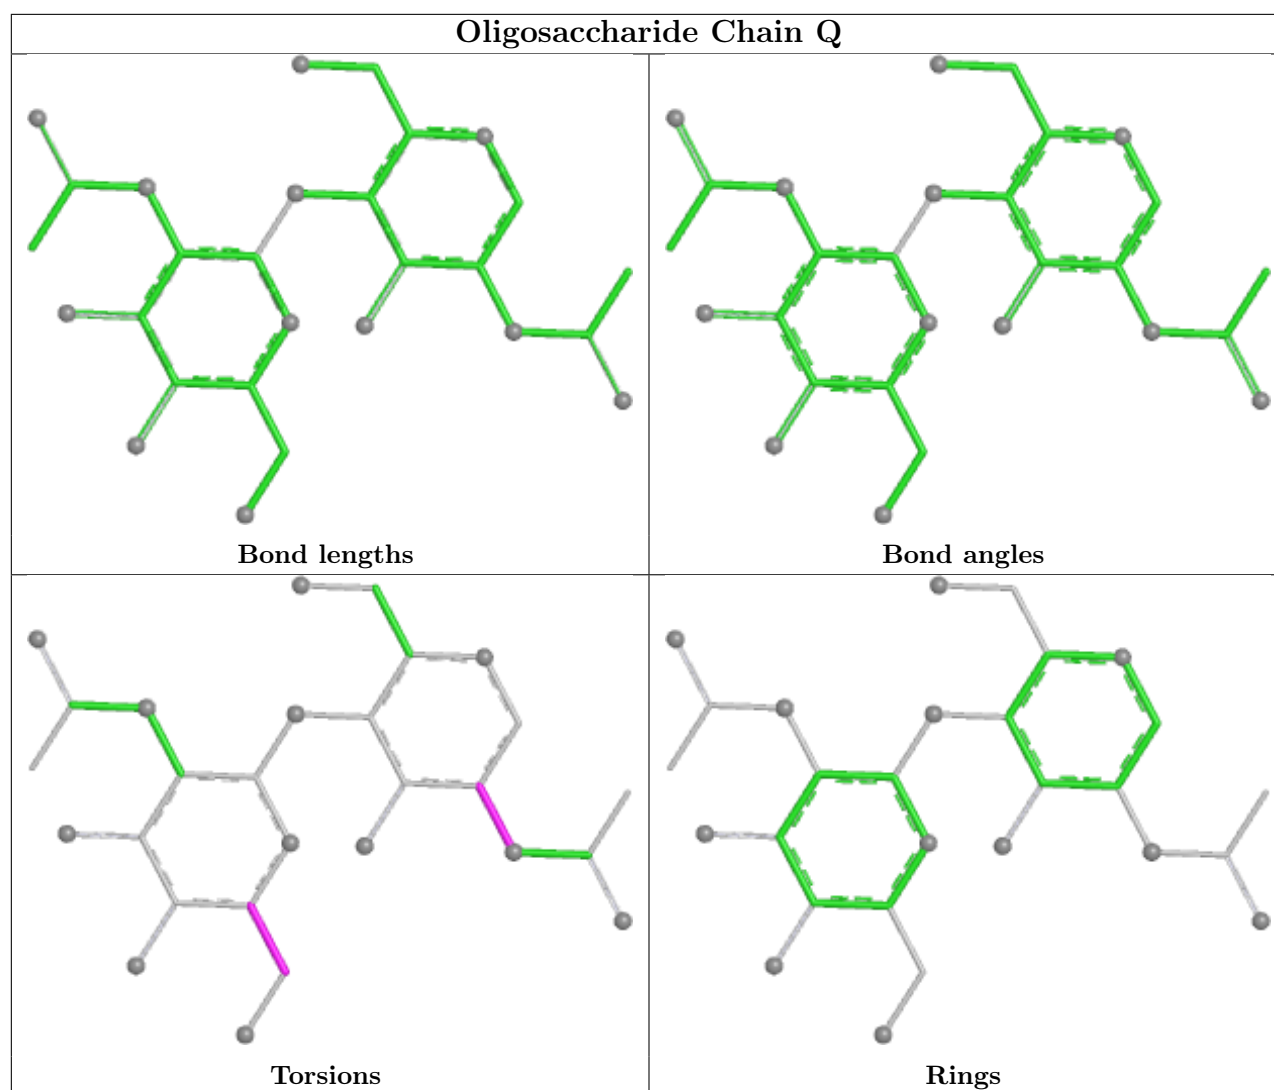 Oligosaccharide Chain Q
Bond lengths
Bond angles
Torsions
Rings